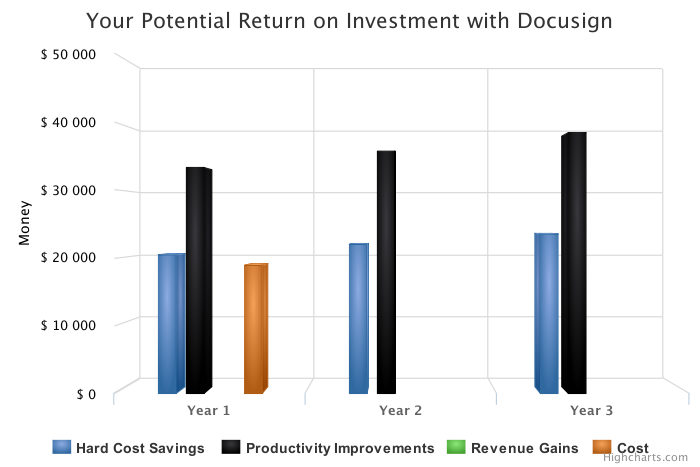 Your Potential Return on Investment with Docusign
$ 50 000
$ 40 000
$ 30 000
$ 20 000
$ 10 000
$ 0
Money
Year 1
Year 2
Year 3
Hard Cost Savings
Productivity Improvements
Revenue Gains
Cost
Highcharts.com